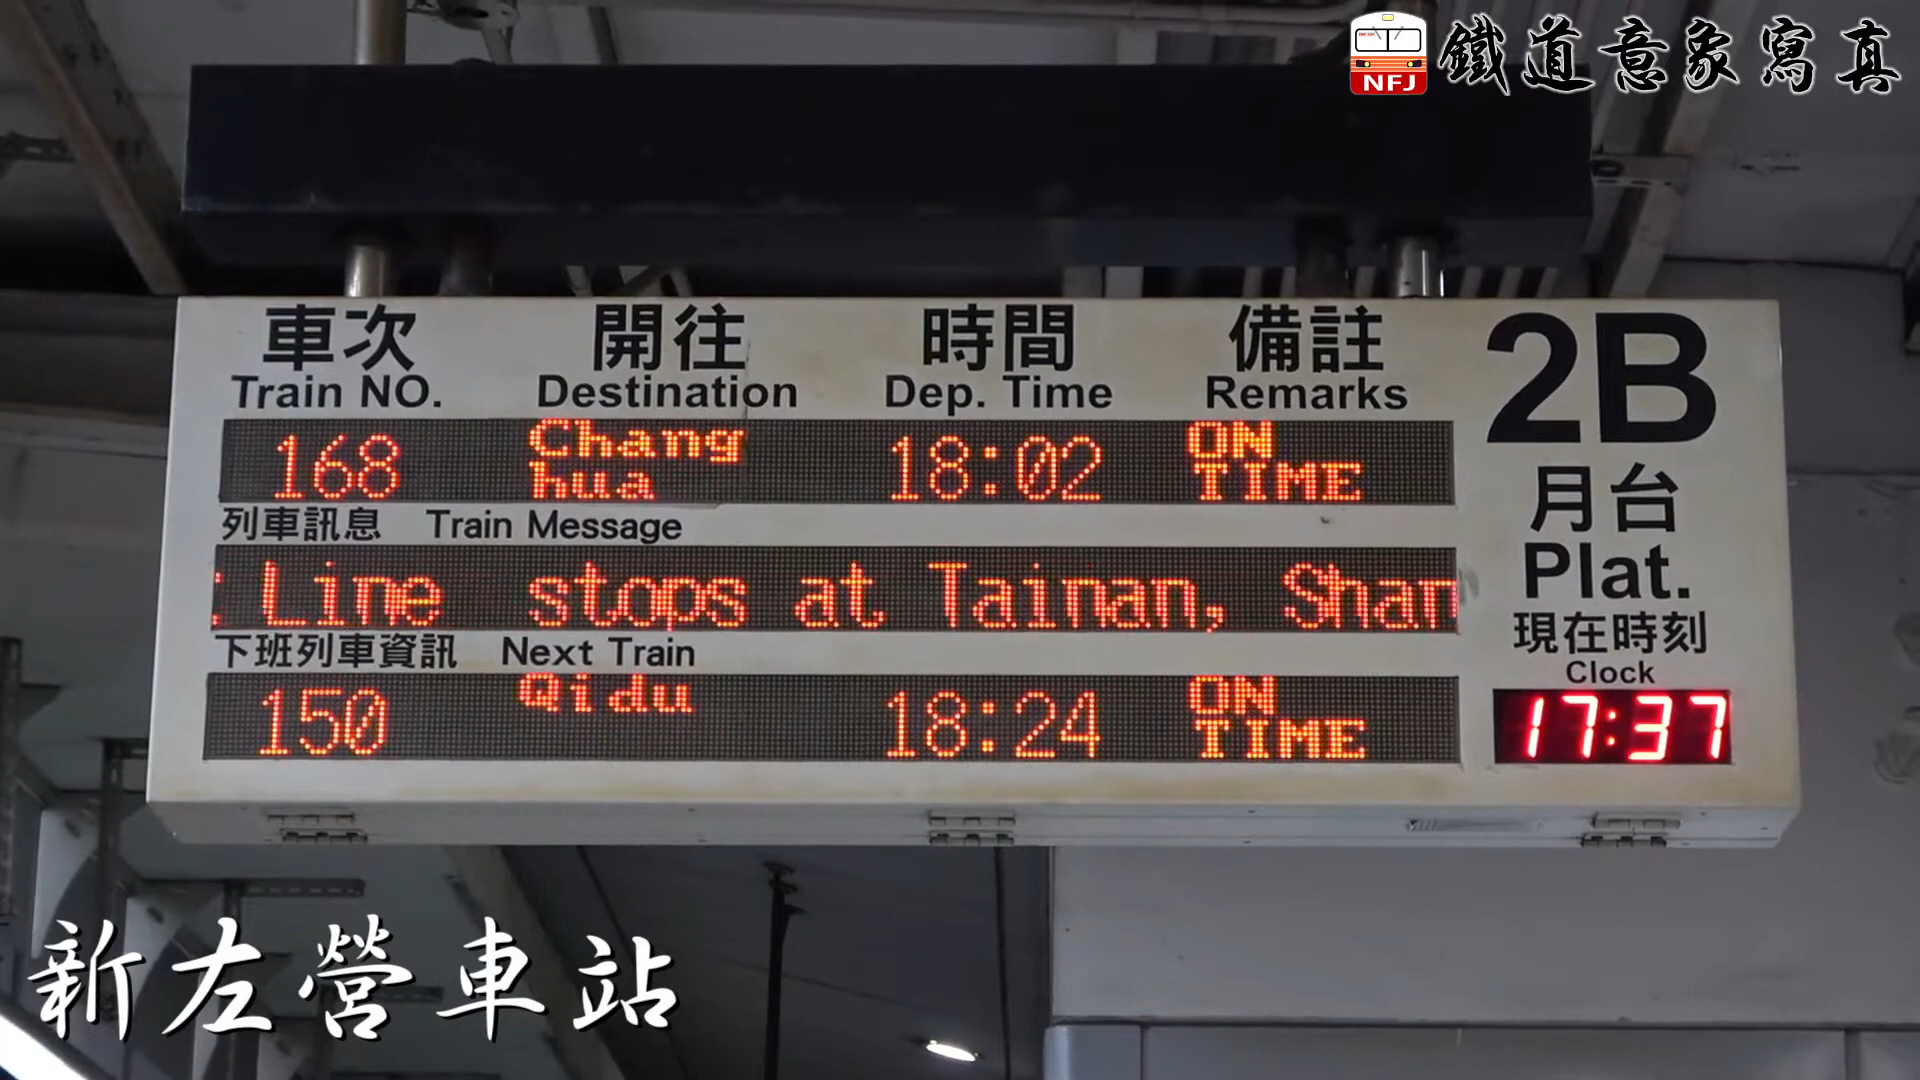 NFJ 鐵道意象寫真
車次 開往 時間 備註 2B
Train NO. Destination Dep. Time Remarks
168 Chang hua 18:02 ON TIME
月台
列車訊息 Train Message
Plat.
Line stops at Tainan, Shan
現在時刻
下班列車資訊 Next Train
Clock
150 Qidu 18:24 ON TIME
17:37
新左營車站